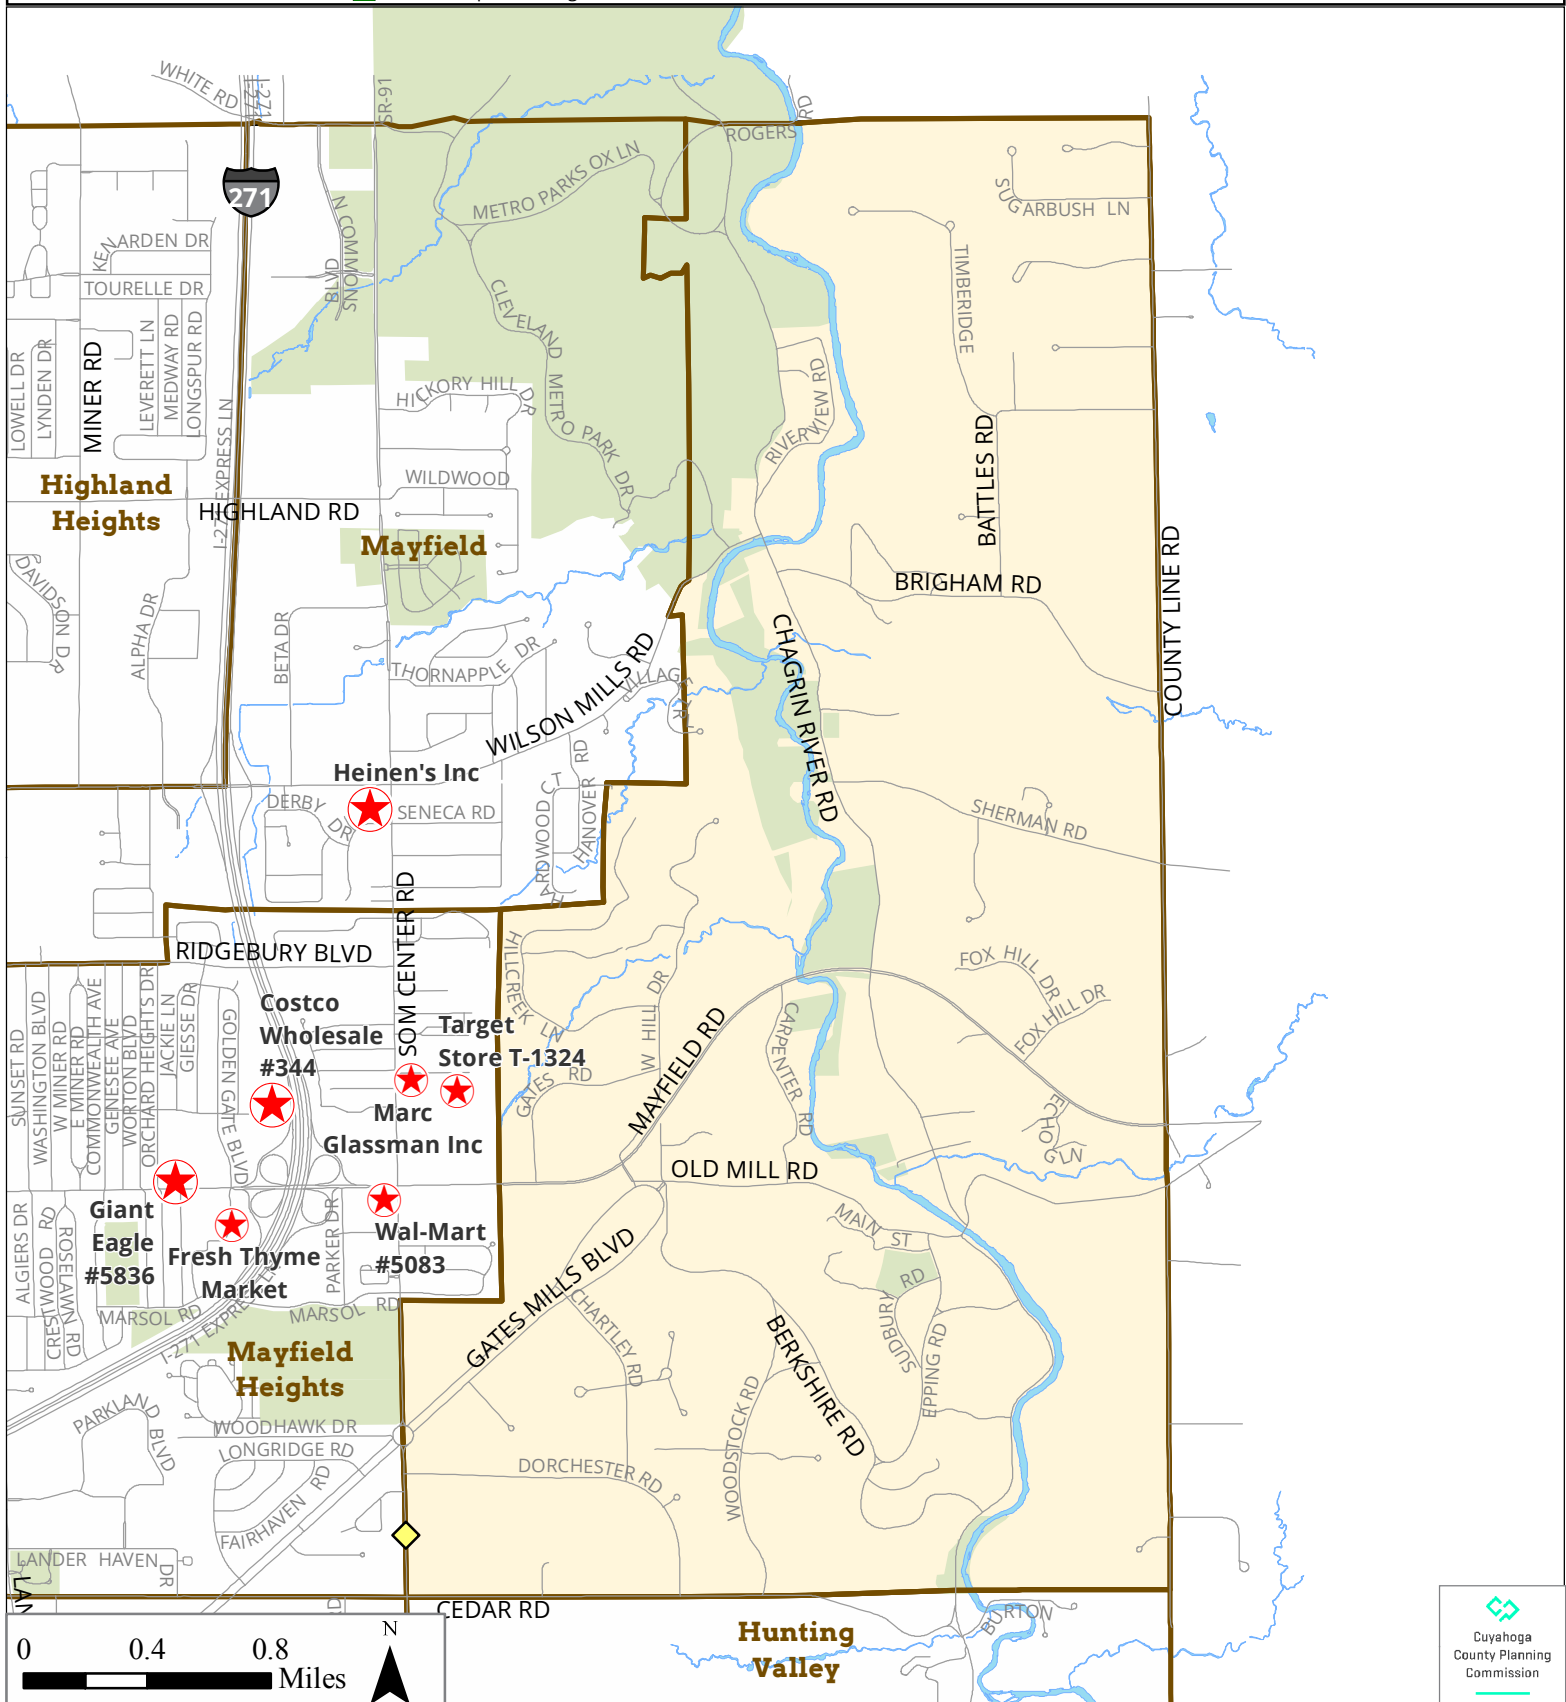 WHITE RD
I-271
I-271
SR-91
RD
ROGERS
271
METRO PARKS OX LN
SUGARBUSH LN
N COMMONS
BLVD
KENARDEN DR
TOURELLE DR
TIMBERIDGE
CLEVELAND METRO PARK DR
LOWELL DR
LYNDEN DR
MINER RD
LEVERETT LN
MEDWAY RD
LONGSPUR RD
HICKORY HILL DR
RIVERVIEW RD
I-271 EXPRESS LN
WILDWOOD
BATTLES RD
Highland
Heights
HIGHLAND RD
Mayfield
COUNTY LINE RD
DAVIDSON DR
ALPHA DR
BETA DR
BRIGHAM RD
THORNAPPLE DR
CHAGRIN RIVER RD
WILSON MILLS RD
VILLAGE
TRL
Heinen's Inc
DERBY
DR
SENECA RD
HARDWOOD CT
HANOVER RD
SHERMAN RD
SOM CENTER RD
RIDGEBURY BLVD
HILLCREEK LN
W HILL DR
FOX HILL DR
FOX HILL DR
SUNSET RD
WASHINGTON BLVD
W MINER RD
E MINER RD
COMMONWEALTH AVE
GENESEE AVE
WORTON BLVD
ORCHARD HEIGHTS DR
JACKIE LN
GIESSE DR
GOLDEN GATE BLVD
Costco
Wholesale
#344
Target
Store T-1324
GATES RD
MAYFIELD RD
CARPENTER RD
Marc
Glassman Inc
ECHO GLN
OLD MILL RD
Giant
Eagle
#5836
Fresh Thyme
Market
Wal-Mart
#5083
ALGIERS DR
CRESTWOOD RD
ROSELAWN RD
PARKER DR
MAIN ST
MARSOL RD
MARSOL RD
I-271 EXPRESS LN
GATES MILLS BLVD
CHARTLEY RD
BERKSHIRE RD
SUDBURY
RD
EPPING RD
Mayfield
Heights
PARKLAND BLVD
WOODHAWK DR
LONGRIDGE RD
FAIRHAVEN RD
DORCHESTER RD
WOODSTOCK RD
LANDER HAVEN
DR
LAN
RD
CEDAR RD
BURTON
Hunting
Valley
0 0.4 0.8
Miles
N
Cuyahoga
County Planning
Commission